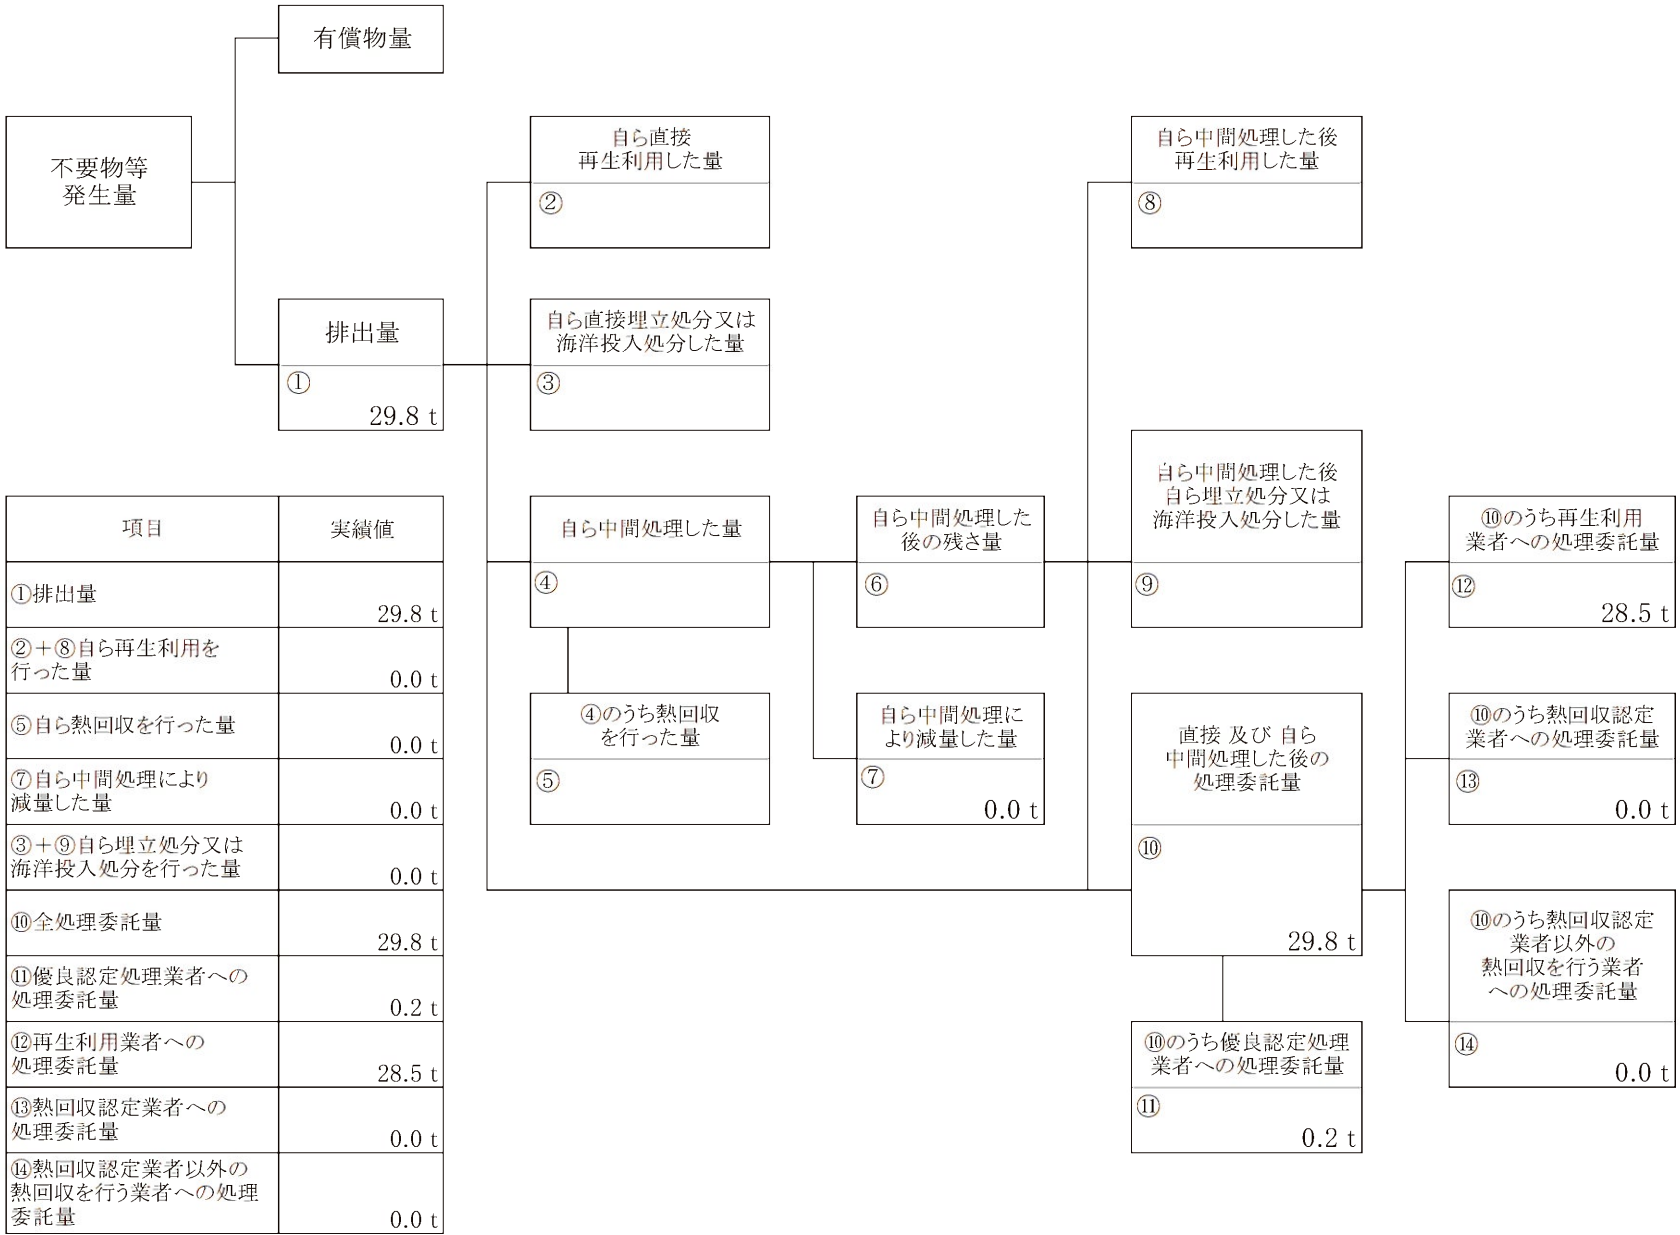 有償物量
不要物等
発生量
自ら直接
再生利用した量
②
自ら中間処理した後
再生利用した量
⑧
排出量
①
29.8 t
自ら直接埋立処分又は
海洋投入処分した量
③
自ら中間処理した量
④
自ら中間処理した
後の残さ量
⑥
自ら中間処理した後
自ら埋立処分又は
海洋投入処分した量
⑨
⑩のうち再生利用
業者への処理委託量
⑫
28.5 t
④のうち熱回収
を行った量
⑤
自ら中間処理に
より減量した量
⑦
0.0 t
直接 及び 自ら
中間処理した後の
処理委託量
⑩
29.8 t
⑩のうち熱回収認定
業者への処理委託量
⑬
0.0 t
⑩のうち熱回収認定
業者以外の
熱回収を行う業者
への処理委託量
⑭
0.0 t
⑩のうち優良認定処理
業者への処理委託量
⑪
0.2 t
項目 実績値
①排出量
29.8 t
②＋⑧自ら再生利用を
行った量
0.0 t
⑤自ら熱回収を行った量
0.0 t
⑦自ら中間処理により
減量した量
0.0 t
③＋⑨自ら埋立処分又は
海洋投入処分を行った量
0.0 t
⑩全処理委託量
29.8 t
⑪優良認定処理業者への
処理委託量
0.2 t
⑫再生利用業者への
処理委託量
28.5 t
⑬熱回収認定業者への
処理委託量
0.0 t
⑭熱回収認定業者以外の
熱回収を行う業者への処理
委託量
0.0 t